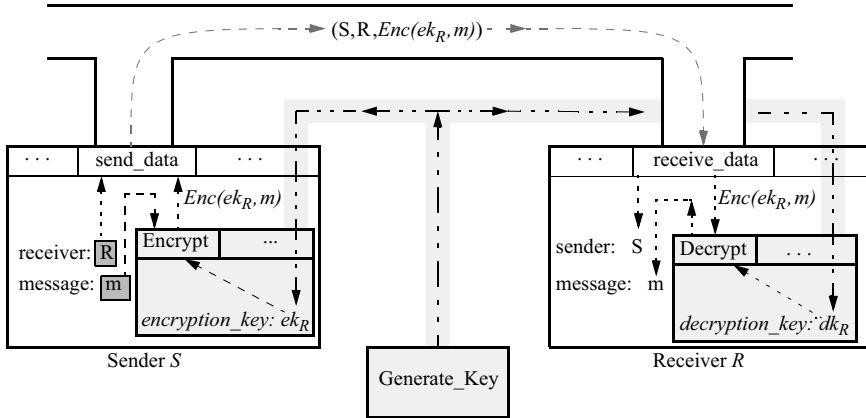 (S,R,Enc(ek_R,m))
· · · send_data · · ·
· · · receive_data · · ·
Enc(ek_R,m)
Enc(ek_R,m)
Encrypt ...
receiver: R
message: m
encryption_key: ek_R
sender: S
Decrypt . . .
message: m
decryption_key: dk_R
Sender S
Receiver R
Generate_Key